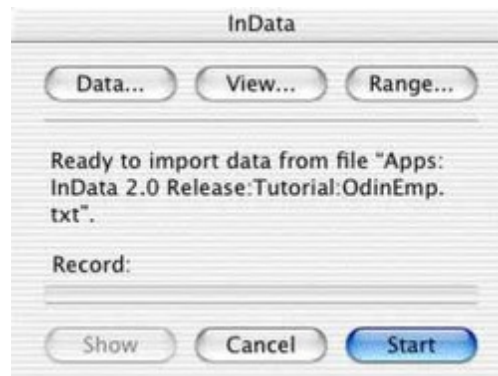 InData
Data... View... Range...
Ready to import data from file “Apps:
InData 2.0 Release:Tutorial:OdinEmp.
txt”.
Record:
Show Cancel Start